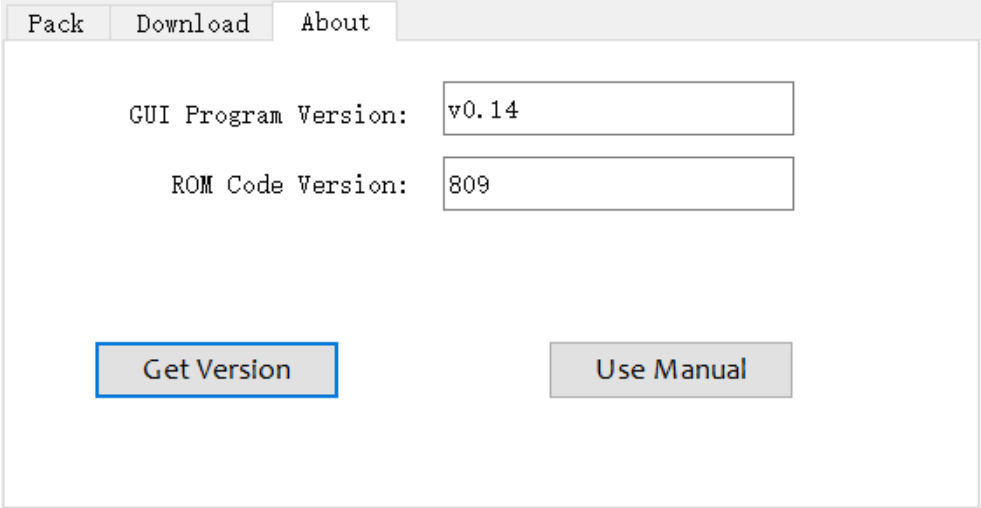 Pack Download About
GUI Program Version: v0.14
ROM Code Version: 809
Get Version Use Manual